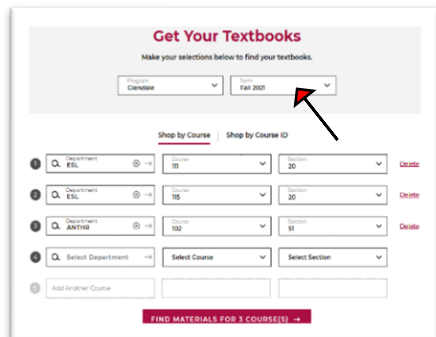 Get Your Textbooks
Make your selections below to find your textbooks.
Program Term
Glendale Fall 2021
Shop by Course Shop by Course ID
1 Department Course Section
ESL 111 20 Delete
2 Department Course Section
ESL 115 20 Delete
3 Department Course Section
ANTHR 102 51 Delete
4 Select Department Select Course Select Section
5 Add Another Course
FIND MATERIALS FOR 3 COURSE(S) →